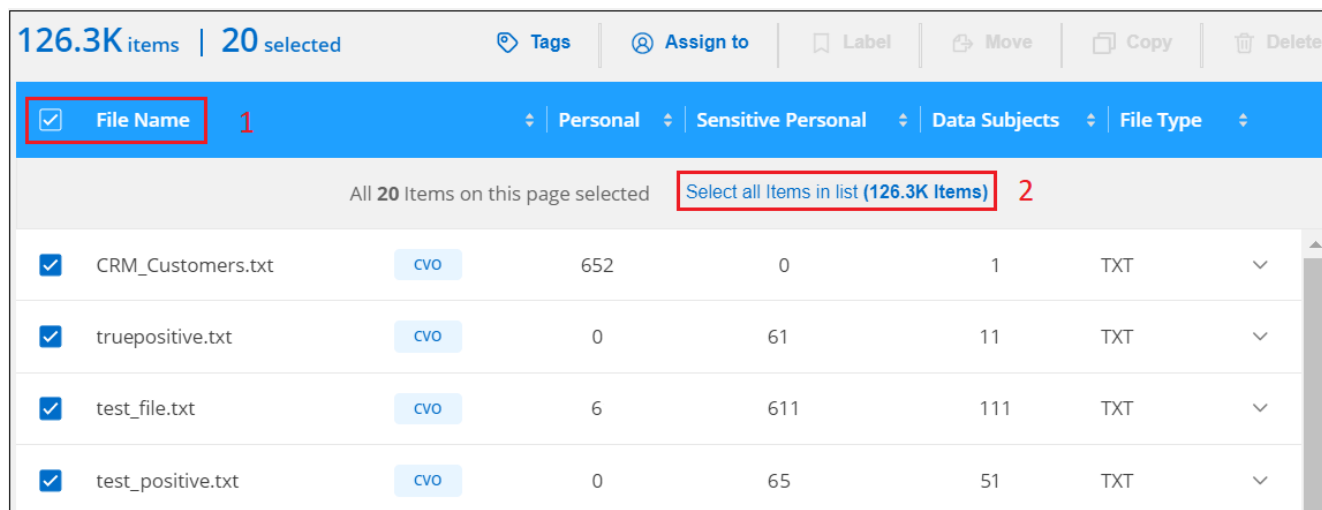 126.3K items | 20 selected Tags Assign to Label Move Copy Delete
File Name 1 Personal Sensitive Personal Data Subjects File Type
All 20 Items on this page selected Select all Items in list (126.3K Items) 2
CRM_Customers.txt CVO 652 0 1 TXT
truepositive.txt CVO 0 61 11 TXT
test_file.txt CVO 6 611 111 TXT
test_positive.txt CVO 0 65 51 TXT